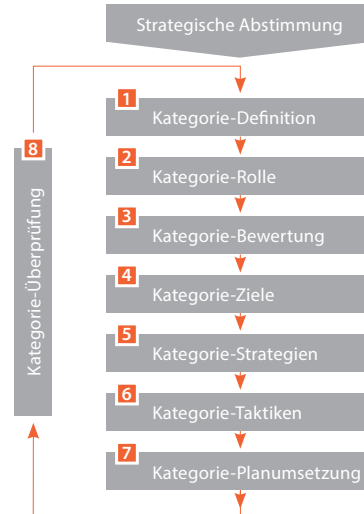 Strategische Abstimmung
1
Kategorie-Definition
2
Kategorie-Rolle
3
Kategorie-Bewertung
4
Kategorie-Ziele
5
Kategorie-Strategien
6
Kategorie-Taktiken
7
Kategorie-Planumsetzung
8
Kategorie-Überprüfung